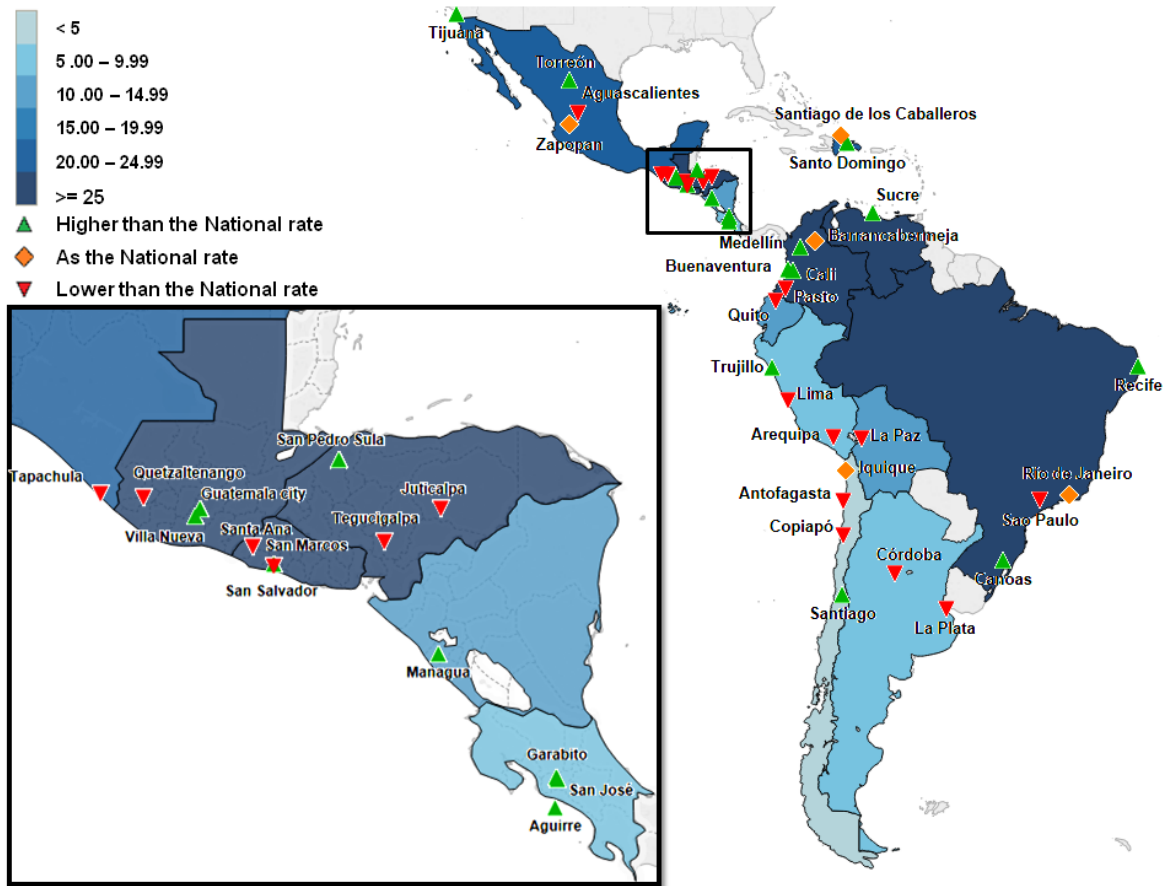 < 5
5 .00 – 9.99
10 .00 - 14.99
15.00 – 19.99
20.00 – 24.99
>= 25
Higher than the National rate
As the National rate
Lower than the National rate
Tijuana
Torreón
Aguascalientes
Zapopan
Santiago de los Caballeros
Santo Domingo
Sucre
Medellín
Barrancabermeja
Buenaventura
Cali
Pasto
Quito
Trujillo
Lima
Recife
Arequipa
La Paz
Iquique
Río de Janeiro
Antofagasta
Sao Paulo
Copiapó
Córdoba
Canoas
Santiago
La Plata
San Pedro Sula
Tapachula
Quetzaltenango
Guatemala city
Juticalpa
Villa Nueva
Tegucigalpa
Santa Ana
San Marcos
San Salvador
Managua
Garabito
San José
Aguirre